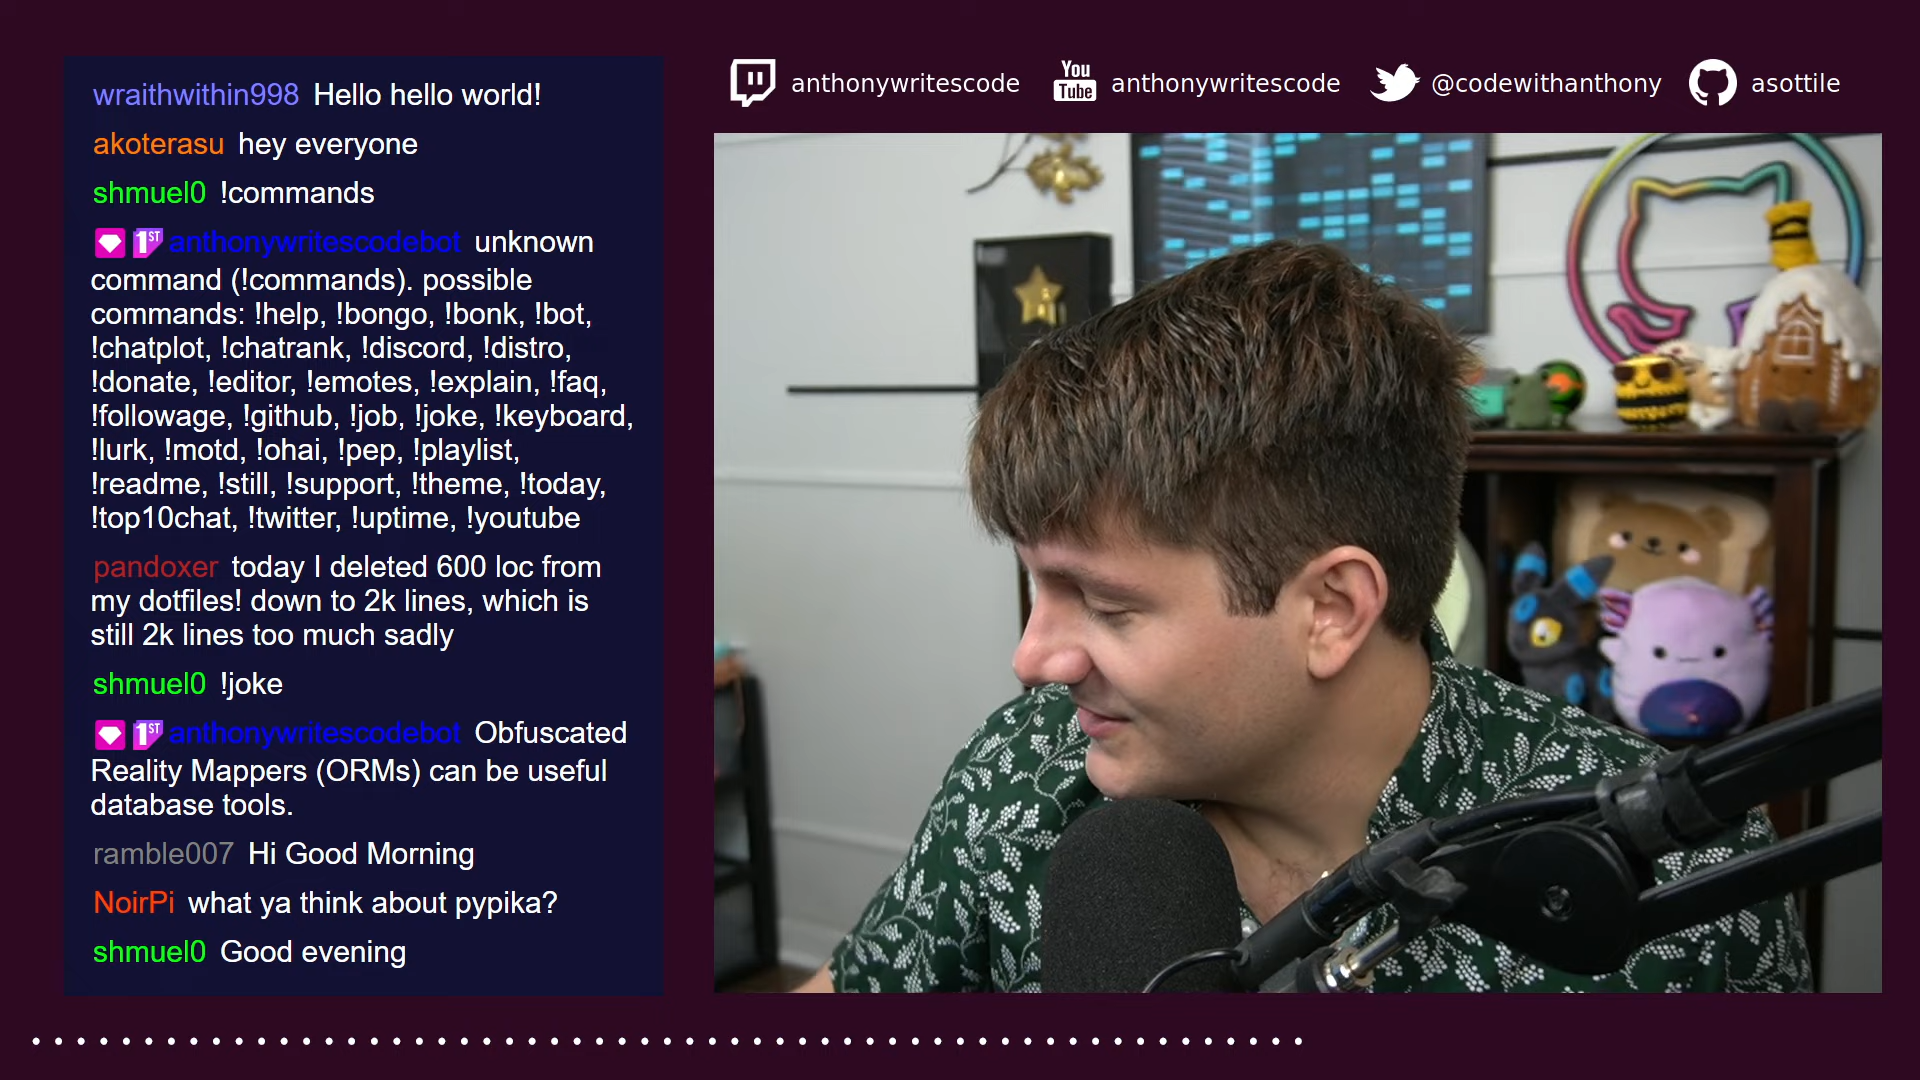 anthonywritescode
You
Tube
anthonywritescode
@codewithanthony
asottile
wraithwithin998 Hello hello world!
akoterasu hey everyone
shmuel0 !commands
1ST anthonywritescodebot unknown
command (!commands). possible
commands: !help, !bongo, !bonk, !bot,
!chatplot, !chatrank, !discord, !distro,
!donate, !editor, !emotes, !explain, !faq,
!followage, !github, !job, !joke, !keyboard,
!lurk, !motd, !ohai, !pep, !playlist,
!readme, !still, !support, !theme, !today,
!top10chat, !twitter, !uptime, !youtube
pandoxer today I deleted 600 loc from
my dotfiles! down to 2k lines, which is
still 2k lines too much sadly
shmuel0 !joke
1ST anthonywritescodebot Obfuscated
Reality Mappers (ORMs) can be useful
database tools.
ramble007 Hi Good Morning
NoirPi what ya think about pypika?
shmuel0 Good evening